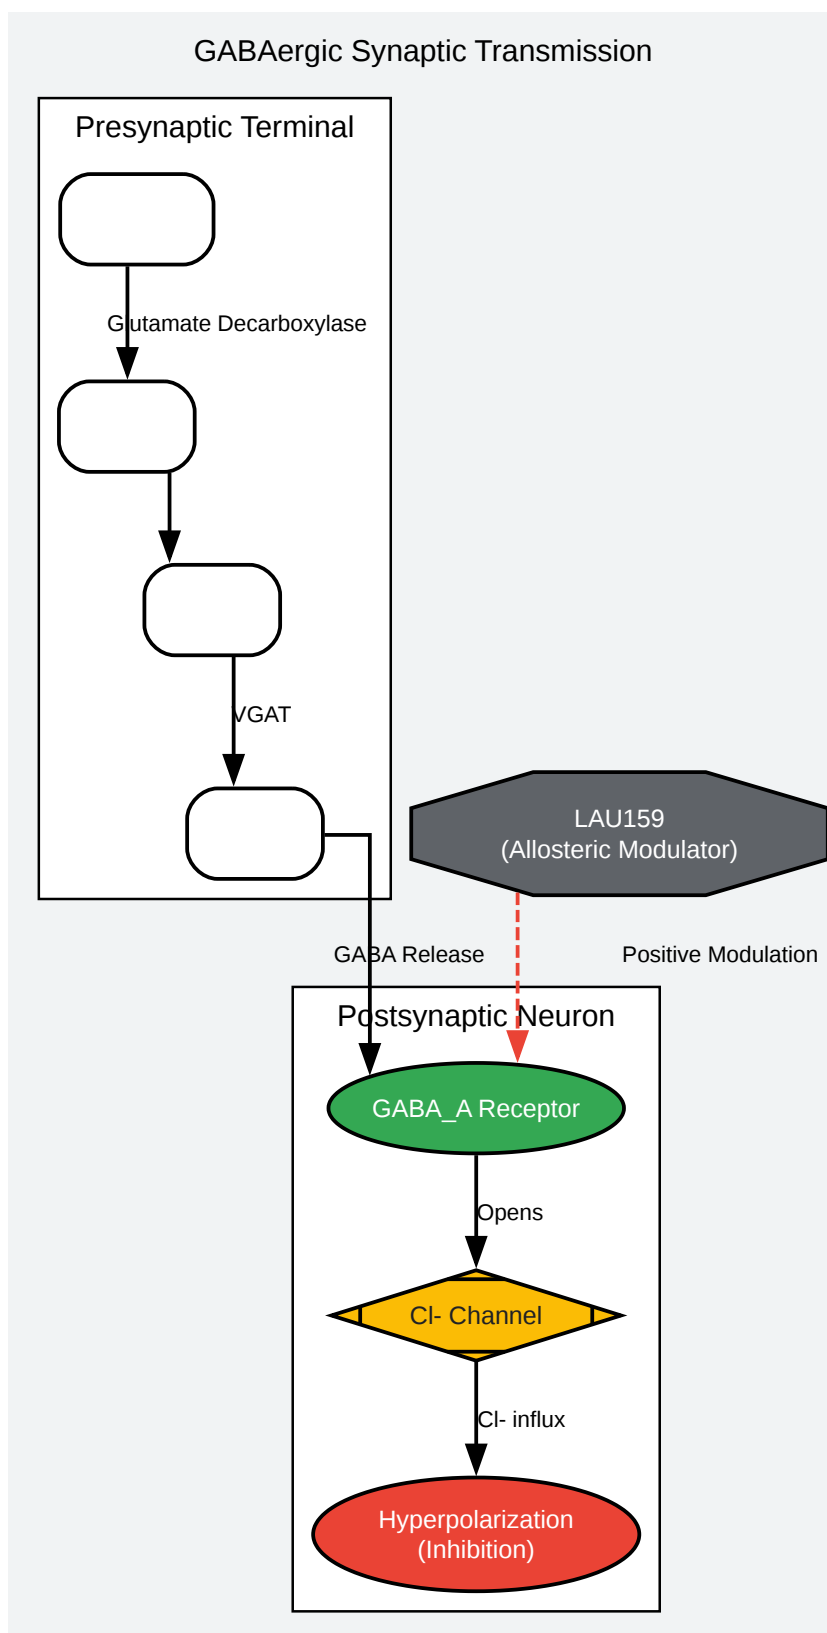 GABAergic Synaptic Transmission
Presynaptic Terminal
Glutamate Decarboxylase
VGAT
LAU159
(Allosteric Modulator)
GABA Release
Positive Modulation
Postsynaptic Neuron
GABA_A Receptor
Opens
Cl- Channel
Cl- influx
Hyperpolarization
(Inhibition)